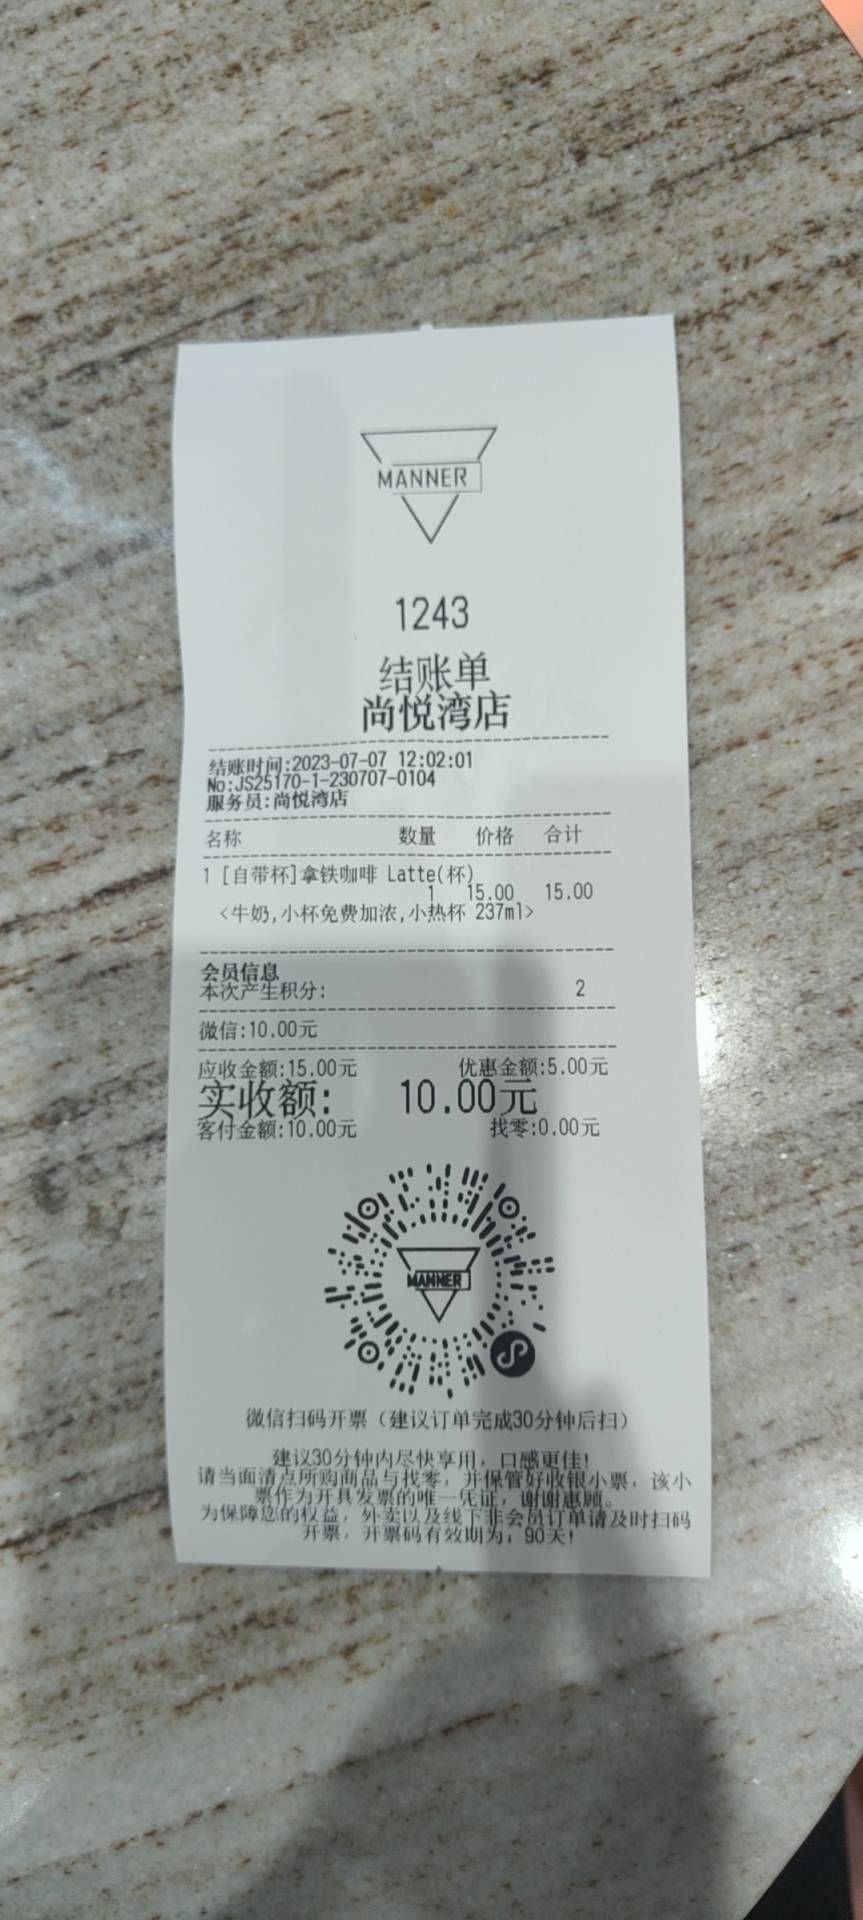 MANNER
1243
结账单
尚悦湾店
结账时间:2023-07-07 12:02:01
No:JS25170-1-230707-0104
服务员:尚悦湾店
名称 数量 价格 合计
1 [自带杯]拿铁咖啡 Latte(杯)
1 15.00 15.00
<牛奶,小杯免费加浓,小热杯 237ml>
会员信息
本次产生积分: 2
微信:10.00元
应收金额:15.00元 优惠金额:5.00元
实收额: 10.00元
客付金额:10.00元 找零:0.00元
MANNER
微信扫码开票（建议订单完成30分钟后扫）
建议30分钟内尽快享用，口感更佳!
请当面清点所购商品与找零，并保管好收银小票，该小
票作为开具发票的唯一凭证，谢谢惠顾。
为保障您的权益，外卖以及线下非会员订单请及时扫码
开票，开票码有效期为：90天!